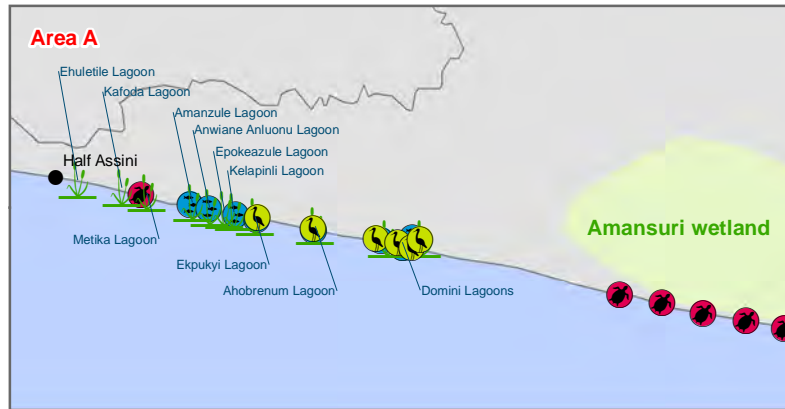 Area A
Ehuletile Lagoon
Kafoda Lagoon
Amanzule Lagoon
Anwiane Anluonu Lagoon
Epokeazule Lagoon
Half Assini
Kelapinli Lagoon
Amansuri wetland
Metika Lagoon
Ekpukyi Lagoon
Ahobrenum Lagoon
Domini Lagoons